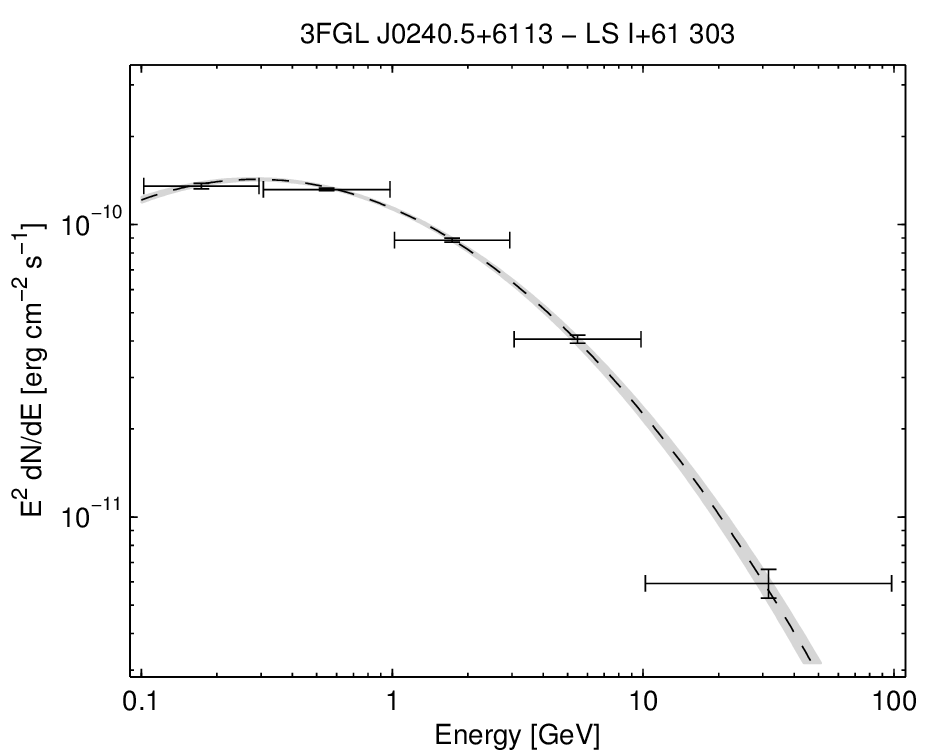 3FGL J0240.5+6113 − LS I+61 303
E² dN/dE [erg cm⁻² s⁻¹]
10⁻¹⁰
10⁻¹¹
0.1 1 10 100
Energy [GeV]